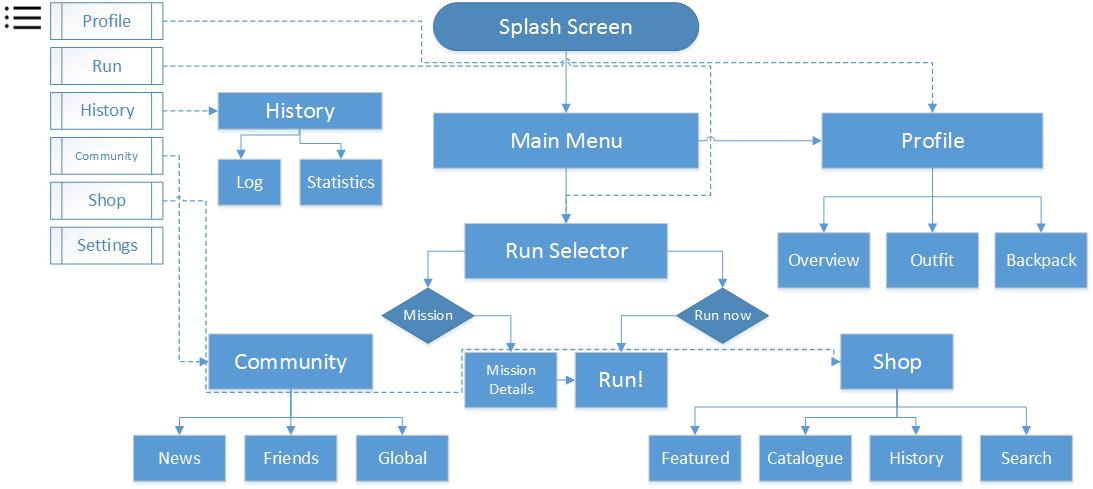 Profile
Splash Screen
Run
History
History
Main Menu
Profile
Community
Log
Statistics
Shop
Settings
Run Selector
Overview
Outfit
Backpack
Mission
Run now
Community
Mission
Details
Run!
Shop
News
Friends
Global
Featured
Catalogue
History
Search